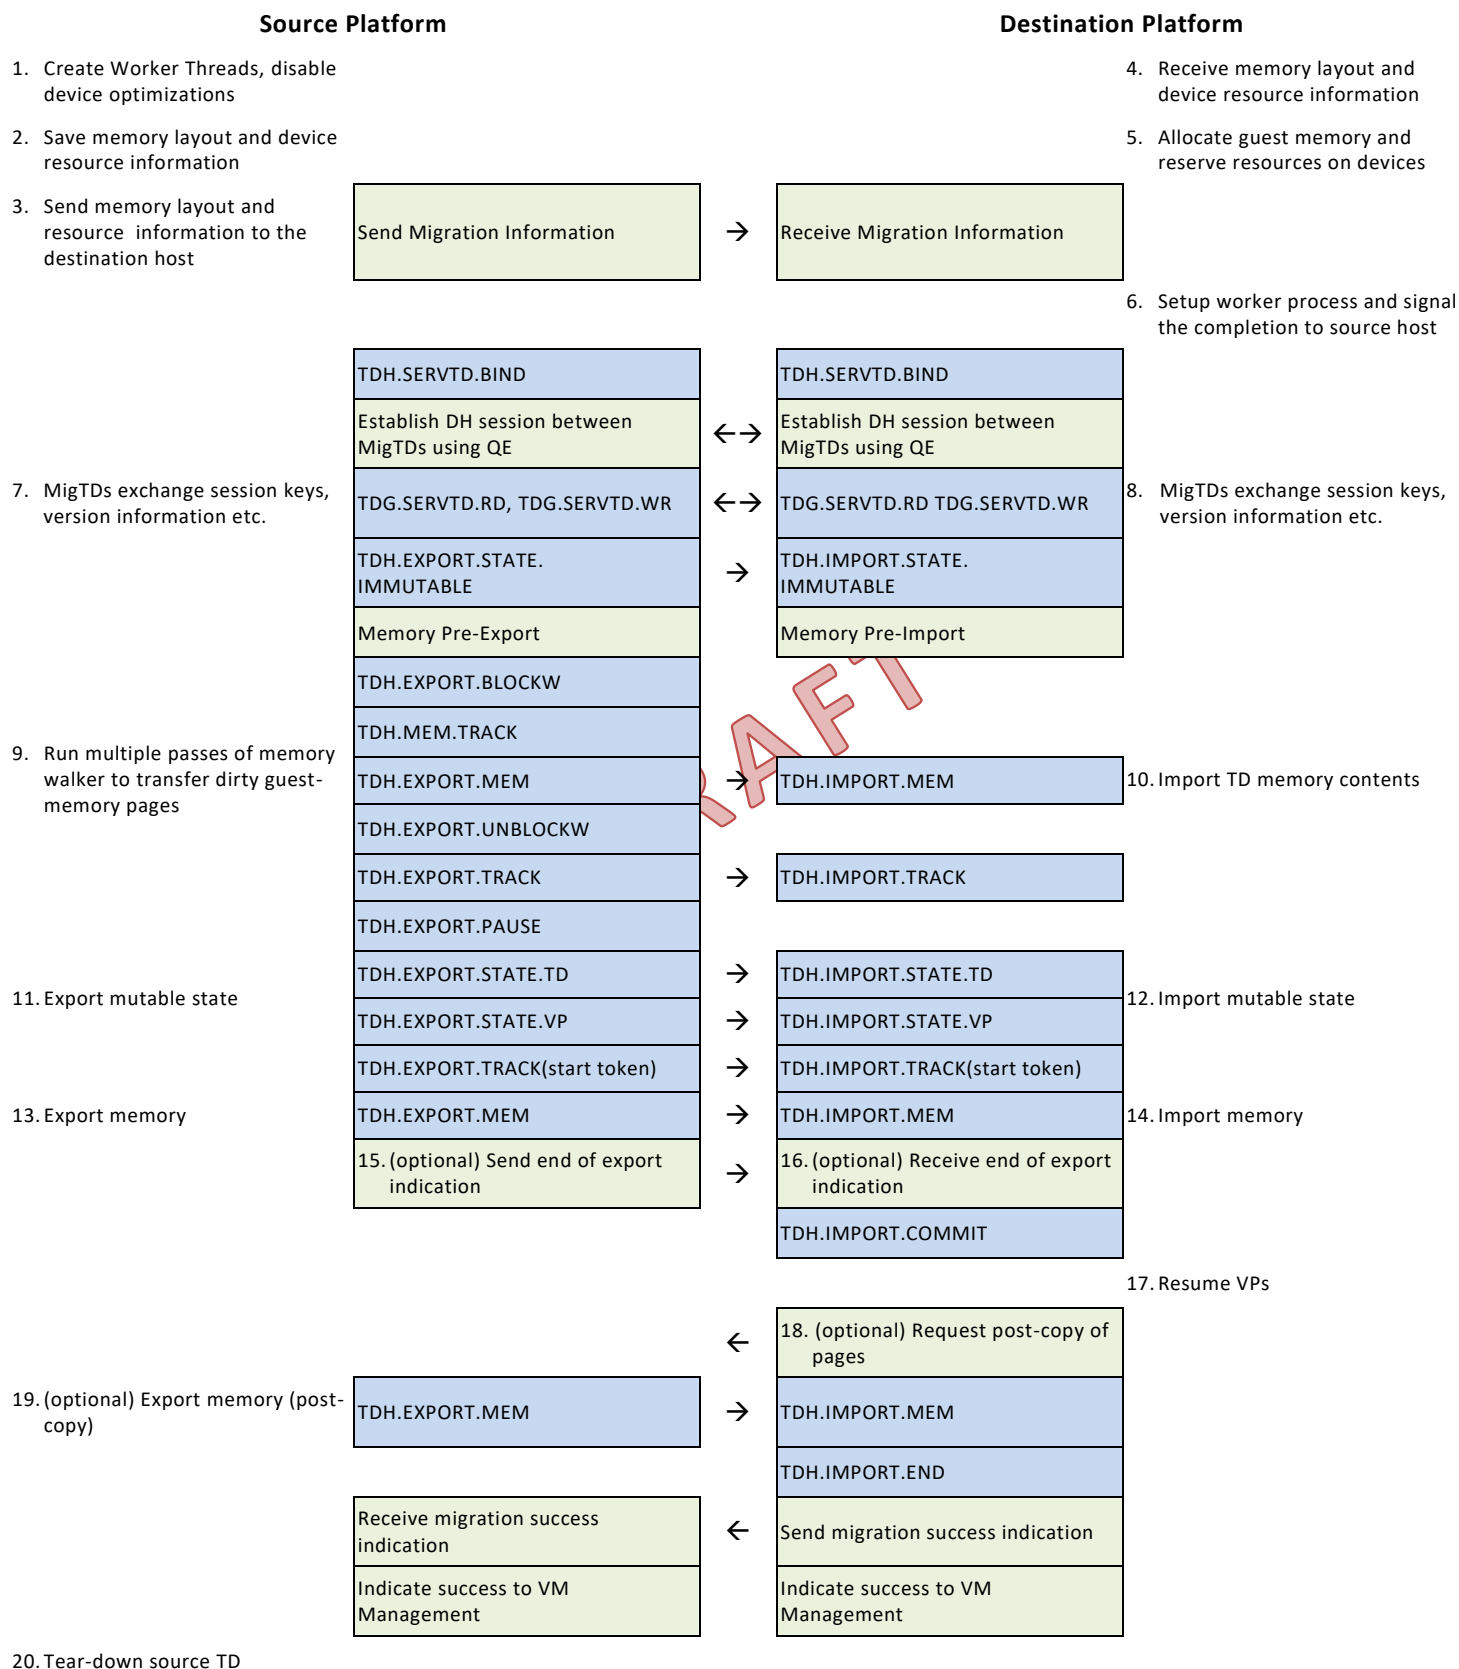 Source Platform
Destination Platform
1. Create Worker Threads, disable
device optimizations
4. Receive memory layout and
device resource information
2. Save memory layout and device
resource information
5. Allocate guest memory and
reserve resources on devices
3. Send memory layout and
resource information to the
destination host
Send Migration Information
→
Receive Migration Information
6. Setup worker process and signal
the completion to source host
TDH.SERVTD.BIND
TDH.SERVTD.BIND
Establish DH session between
MigTDs using QE
←→
Establish DH session between
MigTDs using QE
7. MigTDs exchange session keys,
version information etc.
TDG.SERVTD.RD, TDG.SERVTD.WR
←→
TDG.SERVTD.RD TDG.SERVTD.WR
8. MigTDs exchange session keys,
version information etc.
TDH.EXPORT.STATE.
IMMUTABLE
→
TDH.IMPORT.STATE.
IMMUTABLE
Memory Pre-Export
Memory Pre-Import
TDH.EXPORT.BLOCKW
TDH.MEM.TRACK
9. Run multiple passes of memory
walker to transfer dirty guest-
memory pages
TDH.EXPORT.MEM
→
TDH.IMPORT.MEM
10. Import TD memory contents
TDH.EXPORT.UNBLOCKW
TDH.EXPORT.TRACK
→
TDH.IMPORT.TRACK
TDH.EXPORT.PAUSE
TDH.EXPORT.STATE.TD
→
TDH.IMPORT.STATE.TD
11. Export mutable state
12. Import mutable state
TDH.EXPORT.STATE.VP
→
TDH.IMPORT.STATE.VP
TDH.EXPORT.TRACK(start token)
→
TDH.IMPORT.TRACK(start token)
13. Export memory
TDH.EXPORT.MEM
→
TDH.IMPORT.MEM
14. Import memory
15. (optional) Send end of export
indication
→
16. (optional) Receive end of export
indication
TDH.IMPORT.COMMIT
17. Resume VPs
←
18. (optional) Request post-copy of
pages
19. (optional) Export memory (post-
copy)
TDH.EXPORT.MEM
→
TDH.IMPORT.MEM
TDH.IMPORT.END
Receive migration success
indication
←
Send migration success indication
Indicate success to VM
Management
Indicate success to VM
Management
20. Tear-down source TD